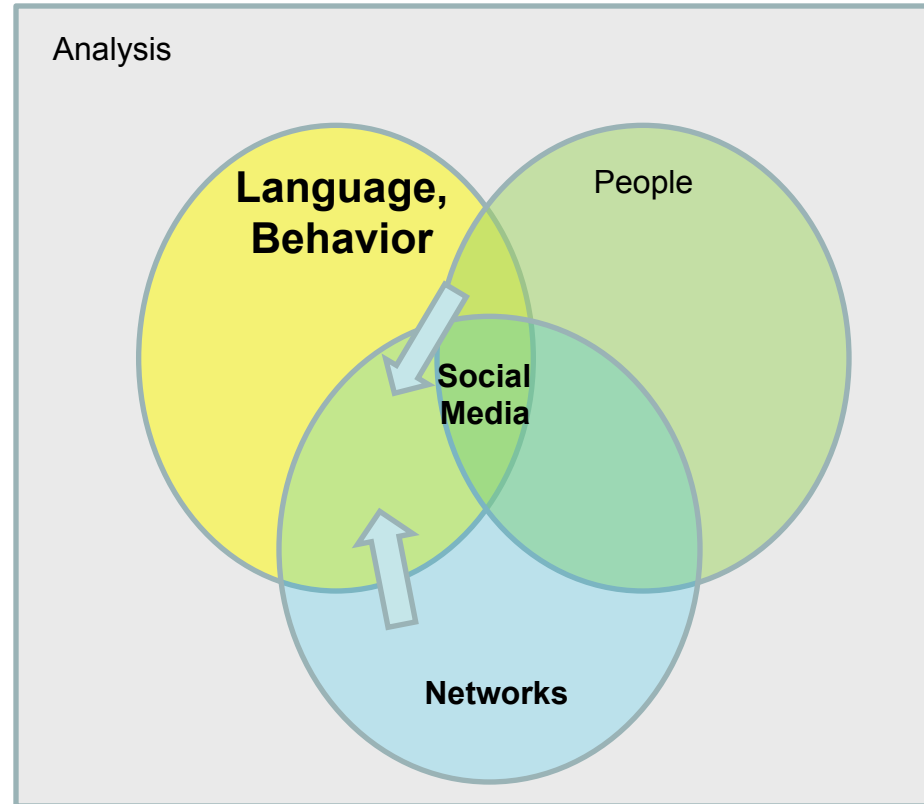 Analysis
Language,
Behavior
People
Social
Media
Networks